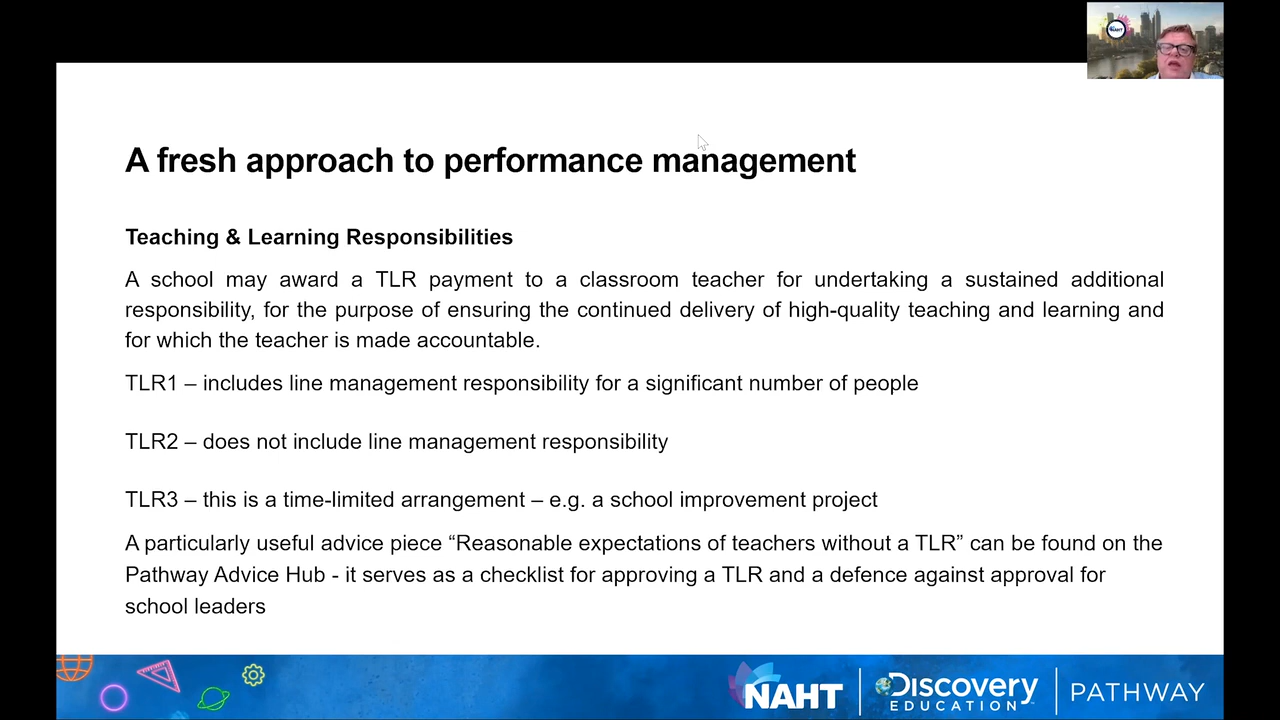 NAHT
A fresh approach to performance management
Teaching & Learning Responsibilities
A school may award a TLR payment to a classroom teacher for undertaking a sustained additional
responsibility, for the purpose of ensuring the continued delivery of high-quality teaching and learning and
for which the teacher is made accountable.
TLR1 – includes line management responsibility for a significant number of people
TLR2 – does not include line management responsibility
TLR3 – this is a time-limited arrangement – e.g. a school improvement project
A particularly useful advice piece “Reasonable expectations of teachers without a TLR” can be found on the
Pathway Advice Hub - it serves as a checklist for approving a TLR and a defence against approval for
school leaders
NAHT
Discovery
EDUCATION
PATHWAY